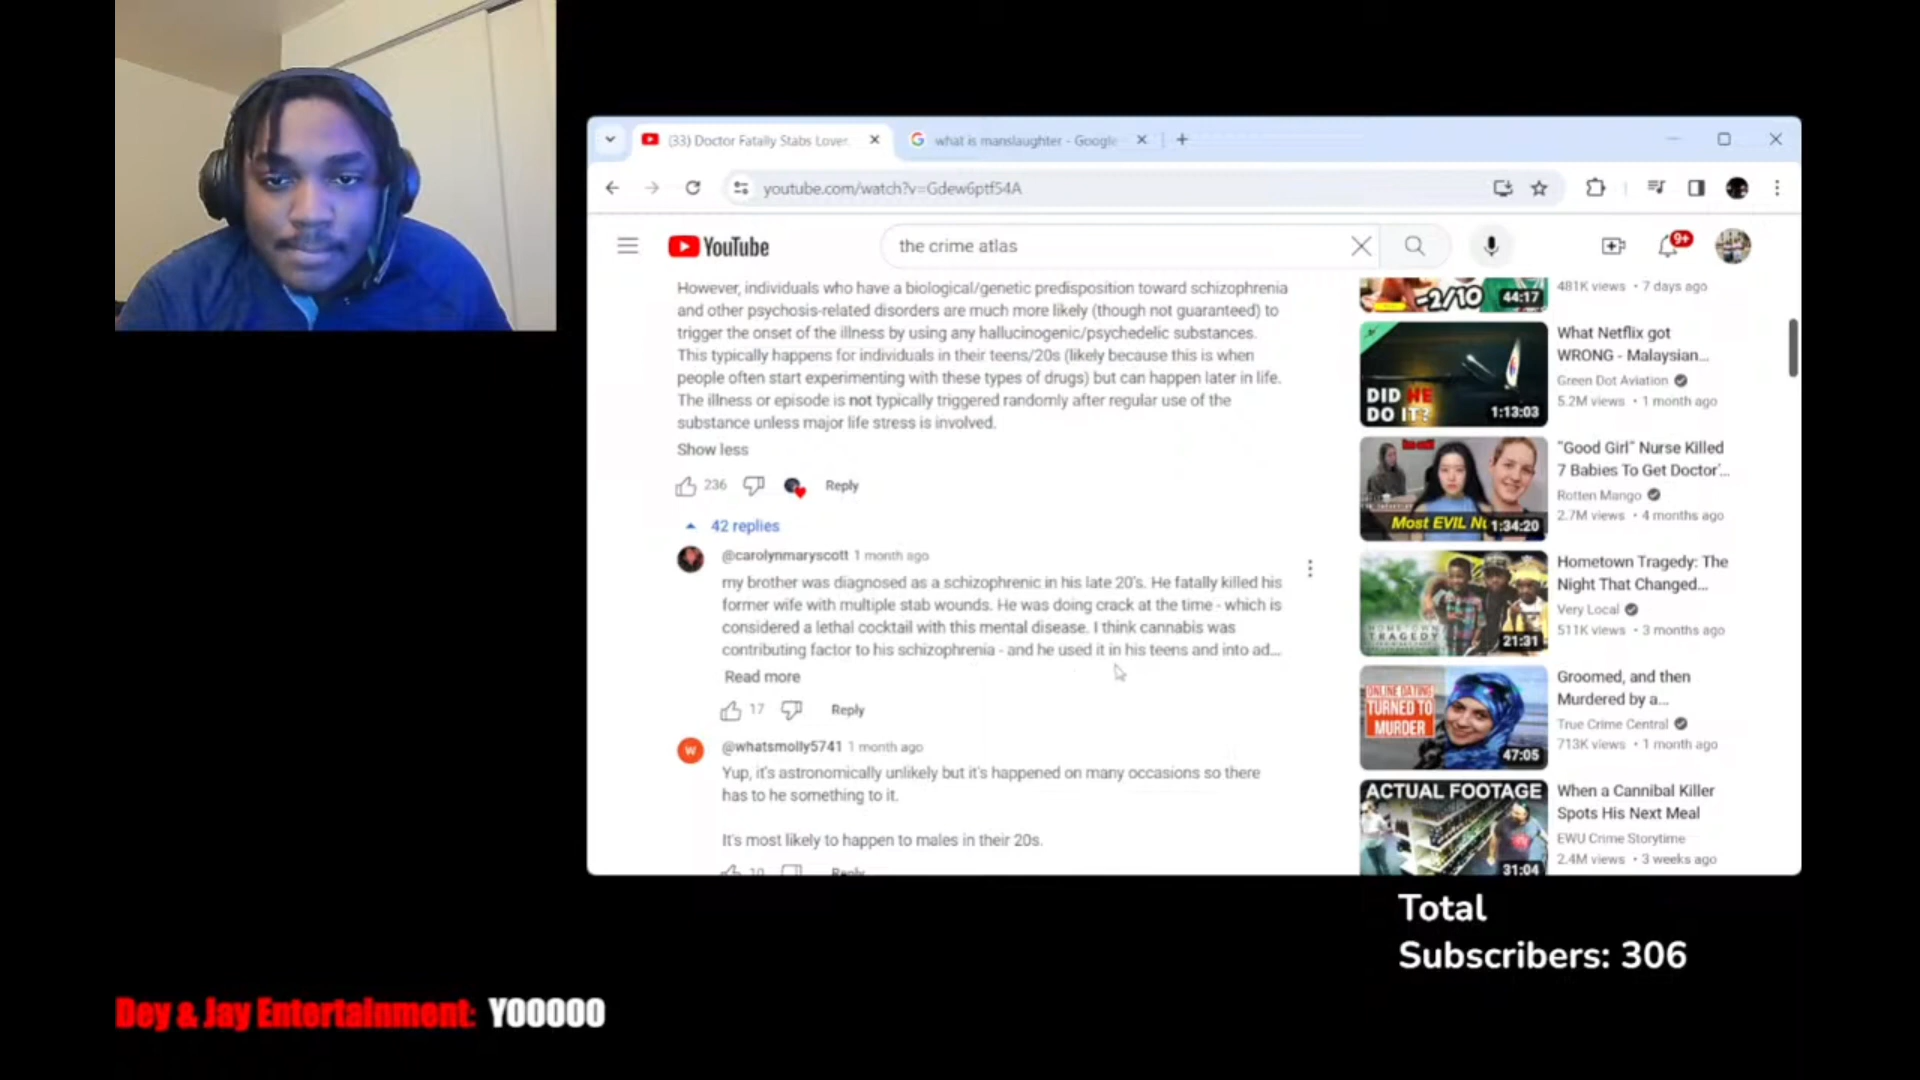 (33) Doctor Fatally Stabs Lover
what is manslaughter - Google
youtube.com/watch?v=Gdew6ptf54A
YouTube
the crime atlas
9+
However, individuals who have a biological/genetic predisposition toward schizophrenia
and other psychosis-related disorders are much more likely (though not guaranteed) to
trigger the onset of the illness by using any hallucinogenic/psychedelic substances.
This typically happens for individuals in their teens/20s (likely because this is when
people often start experimenting with these types of drugs) but can happen later in life.
The illness or episode is not typically triggered randomly after regular use of the
substance unless major life stress is involved.
Show less
236
Reply
42 replies
@carolynmaryscott 1 month ago
my brother was diagnosed as a schizophrenic in his late 20's. He fatally killed his
former wife with multiple stab wounds. He was doing crack at the time - which is
considered a lethal cocktail with this mental disease. I think cannabis was
contributing factor to his schizophrenia - and he used it in his teens and into ad...
Read more
17
Reply
W
@whatsmolly5741 1 month ago
Yup, it's astronomically unlikely but it's happened on many occasions so there
has to he something to it.
It's most likely to happen to males in their 20s.
10
Reply
-2/10
44:17
481K views • 7 days ago
DID HE
DO IT?
1:13:03
What Netflix got
WRONG - Malaysian...
Green Dot Aviation
5.2M views • 1 month ago
Most EVIL NU
1:34:20
"Good Girl" Nurse Killed
7 Babies To Get Doctor'...
Rotten Mango
2.7M views • 4 months ago
HOMETOWN
TRAGEDY
21:31
Hometown Tragedy: The
Night That Changed...
Very Local
511K views • 3 months ago
ONLINE DATING
TURNED TO
MURDER
47:05
Groomed, and then
Murdered by a...
True Crime Central
713K views • 1 month ago
ACTUAL FOOTAGE
31:04
When a Cannibal Killer
Spots His Next Meal
EWU Crime Storytime
2.4M views • 3 weeks ago
Total
Subscribers: 306
Dey & Jay Entertainment: YOOOOO